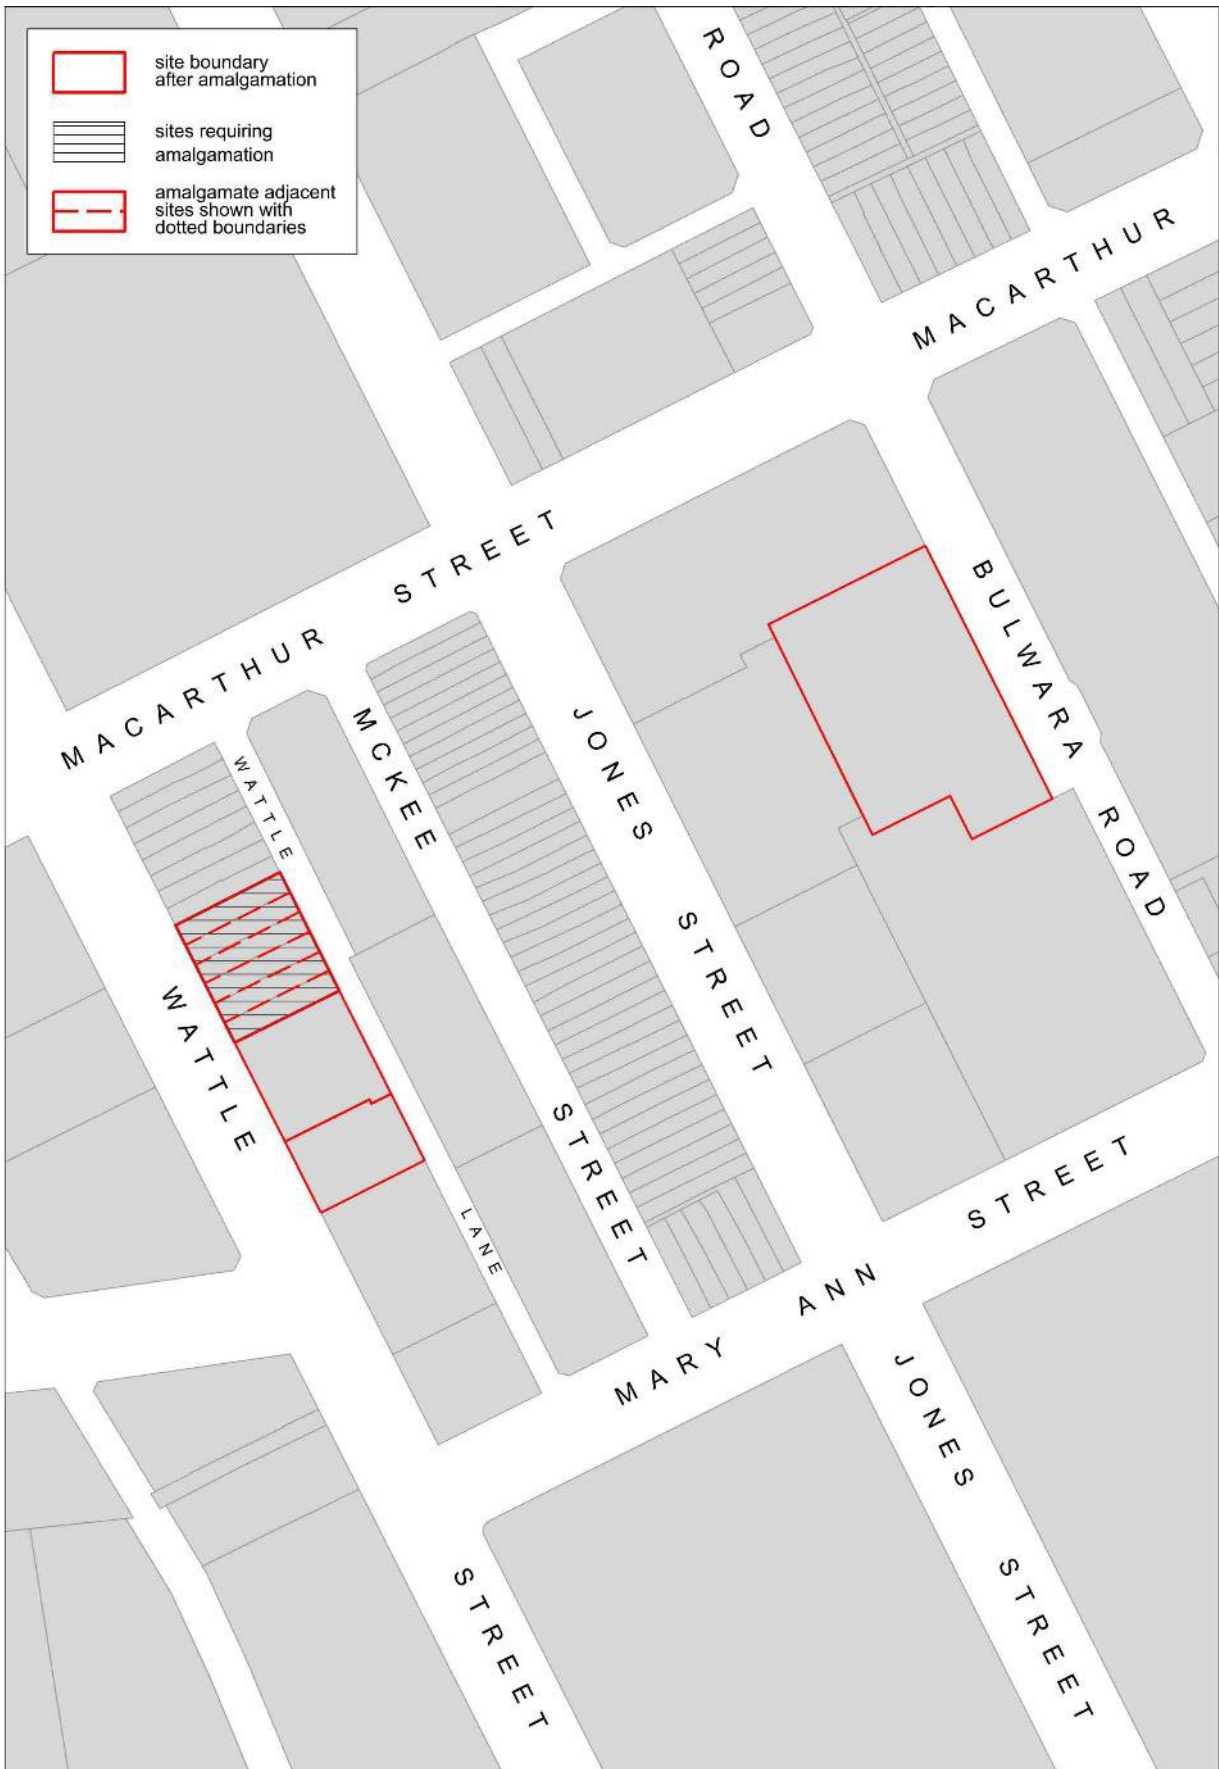 site boundary
after amalgamation
sites requiring
amalgamation
amalgamate adjacent
sites shown with
dotted boundaries
ROAD
MACARTHUR
MACARTHUR STREET
BULWARA ROAD
WATTLE LANE
MCKEE STREET
JONES STREET
WATTLE STREET
MARY ANN STREET
JONES STREET